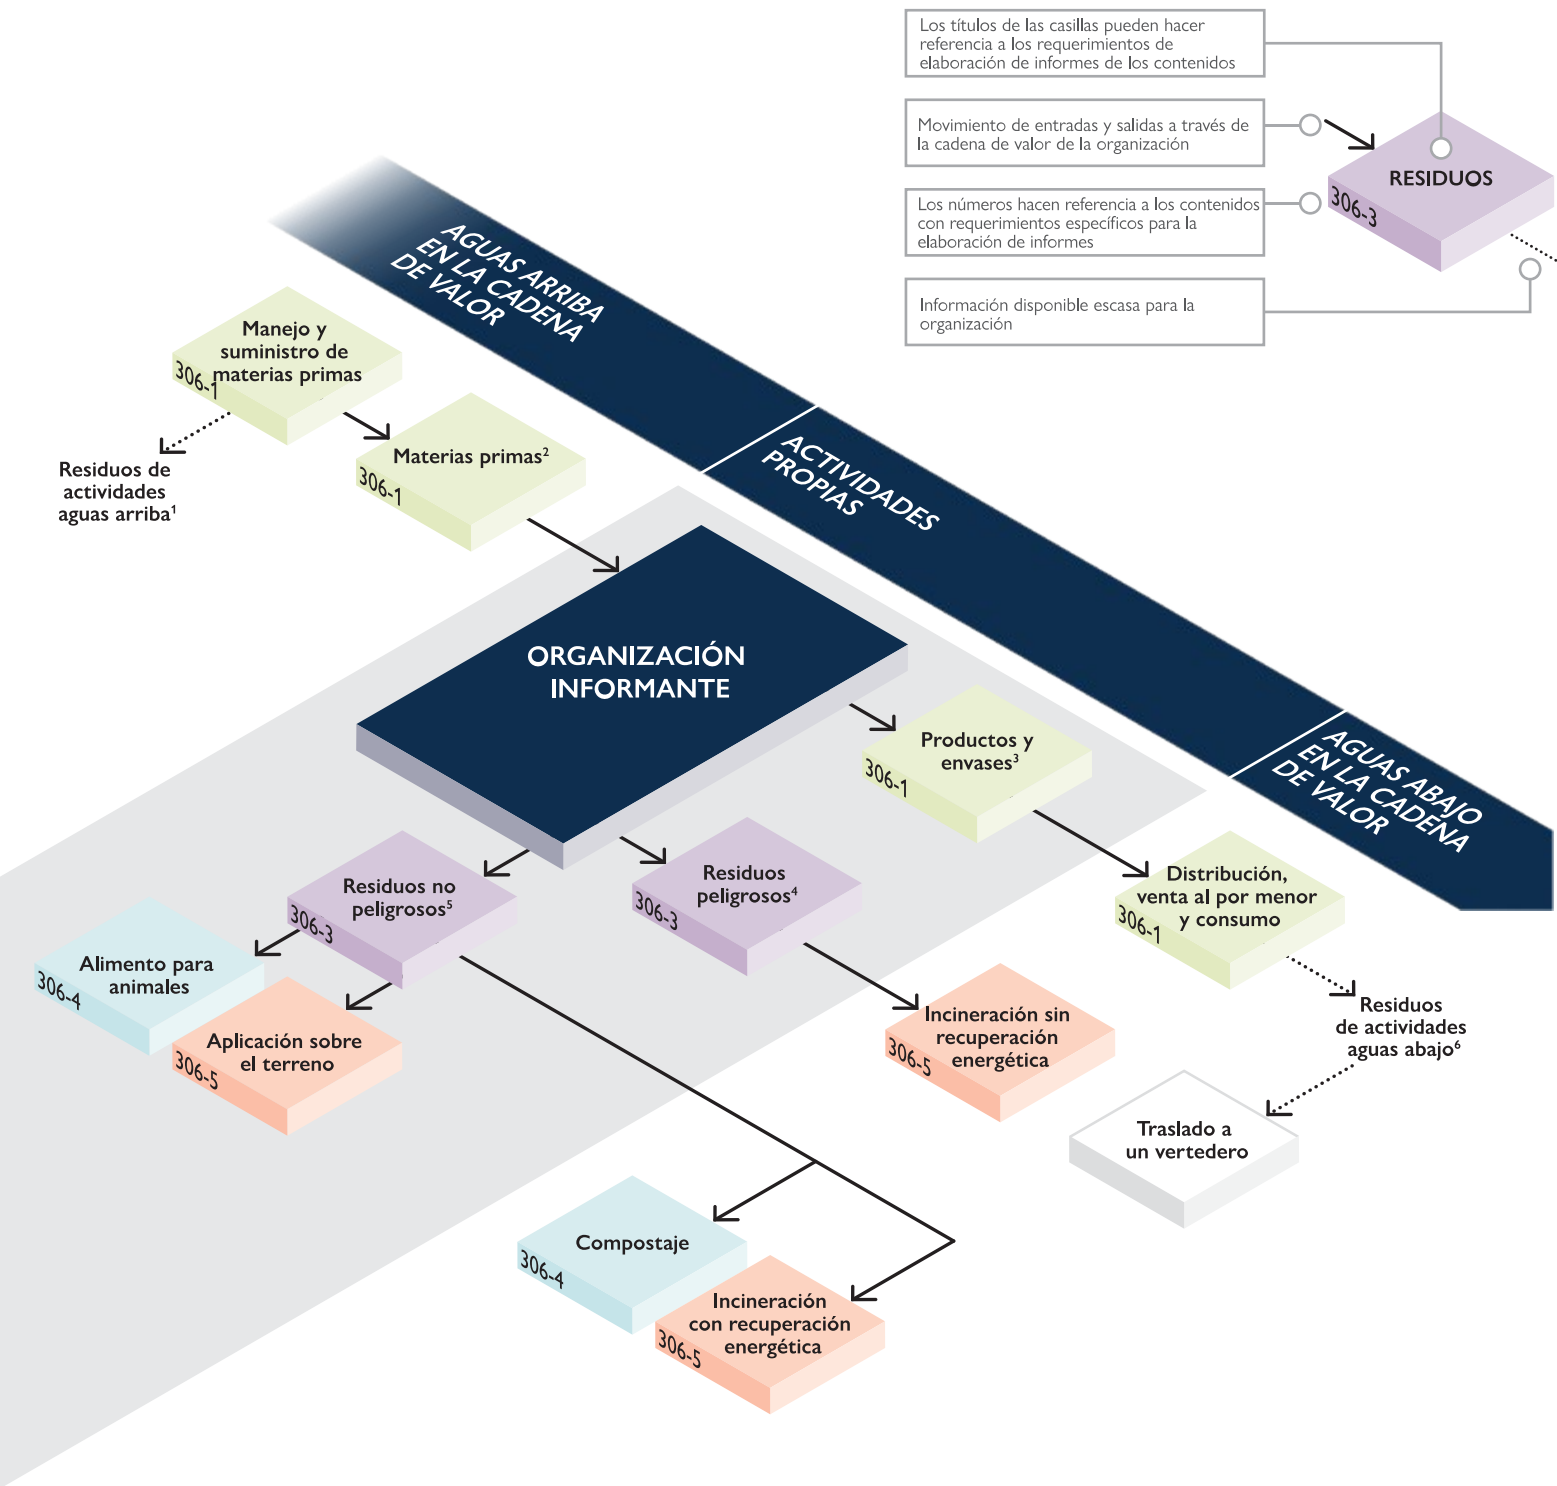 Los títulos de las casillas pueden hacer
referencia a los requerimientos de
elaboración de informes de los contenidos
Movimiento de entradas y salidas a través de
la cadena de valor de la organización
Los números hacen referencia a los contenidos
con requerimientos específicos para la
elaboración de informes
Información disponible escasa para la
organización
RESIDUOS
306-3
AGUAS ARRIBA
EN LA CADENA
DE VALOR
ACTIVIDADES
PROPIAS
AGUAS ABAJO
EN LA CADENA
DE VALOR
Manejo y
suministro de
materias primas
306-1
Residuos de
actividades
aguas arriba¹
Materias primas²
306-1
ORGANIZACIÓN
INFORMANTE
Productos y
envases³
306-1
Residuos no
peligrosos⁵
306-3
Residuos
peligrosos⁴
306-3
Distribución,
venta al por menor
y consumo
306-1
Alimento para
animales
306-4
Aplicación sobre
el terreno
306-5
Incineración sin
recuperación
energética
306-5
Residuos
de actividades
aguas abajo⁶
Traslado a
un vertedero
Compostaje
306-4
Incineración
con recuperación
energética
306-5